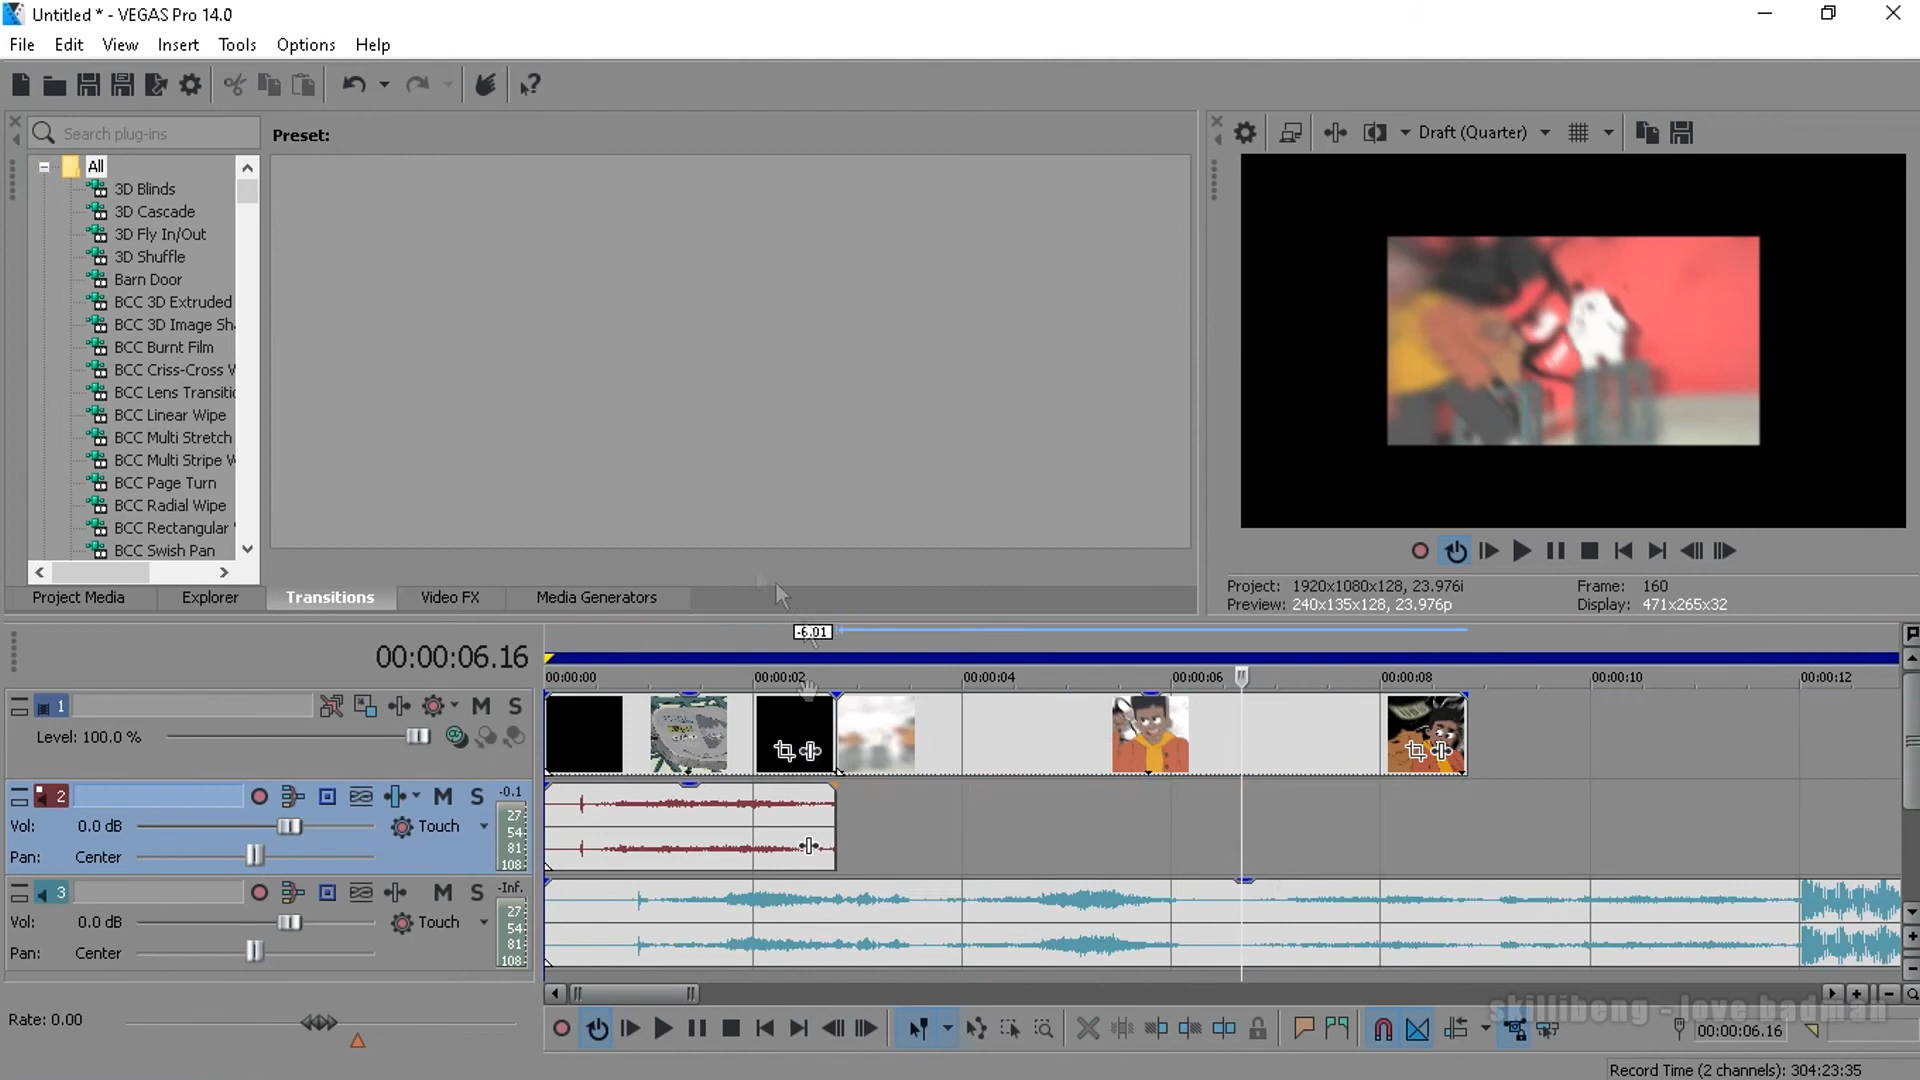 Untitled * - VEGAS Pro 14.0
File Edit View Insert Tools Options Help
Search plug-ins
Preset:
Draft (Quarter)
All
3D Blinds
3D Cascade
3D Fly In/Out
3D Shuffle
Barn Door
BCC 3D Extruded
BCC 3D Image Sh
BCC Burnt Film
BCC Criss-Cross W
BCC Lens Transitio
BCC Linear Wipe
BCC Multi Stretch
BCC Multi Stripe W
BCC Page Turn
BCC Radial Wipe
BCC Rectangular
BCC Swish Pan
Project: 1920x1080x128, 23.976i Frame: 160
Preview: 240x135x128, 23.976p Display: 471x265x32
Project Media Explorer Transitions Video FX Media Generators
-6.01
00:00:06.16
00:00:00 00:00:02 00:00:04 00:00:06 00:00:08 00:00:10 00:00:12
1 M S
Level: 100.0 %
2 M S -0.1
Vol: 0.0 dB Touch
Pan: Center
27
54
81
108
3 M S -Inf.
Vol: 0.0 dB Touch
Pan: Center
27
54
81
108
skillibeng - love badman
Rate: 0.00
00:00:06.16
Record Time (2 channels): 304:23:35